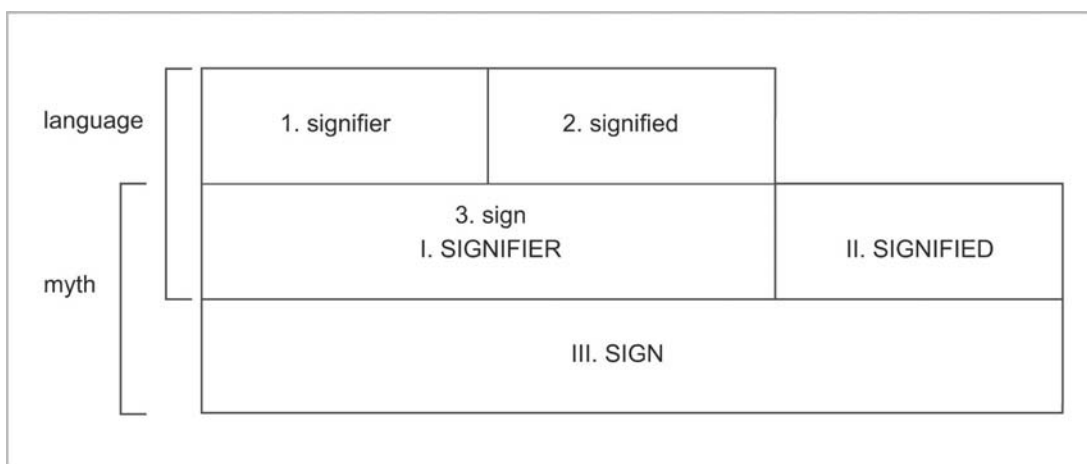 language
1. signifier
2. signified
3. sign
I. SIGNIFIER
II. SIGNIFIED
myth
III. SIGN